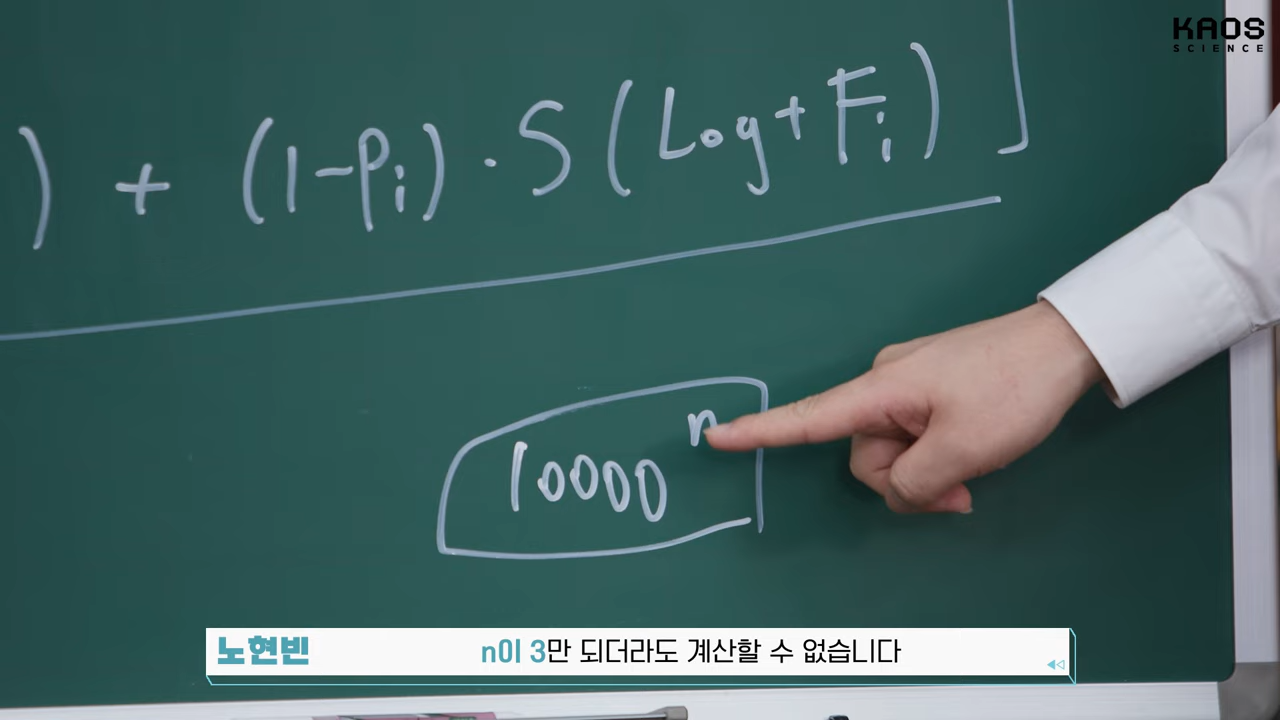 KAOS
SCIENCE
) + (1-Pi) · S ( Log + Fi ) ]
10000^n
노현빈 n이 3만 되더라도 계산할 수 없습니다